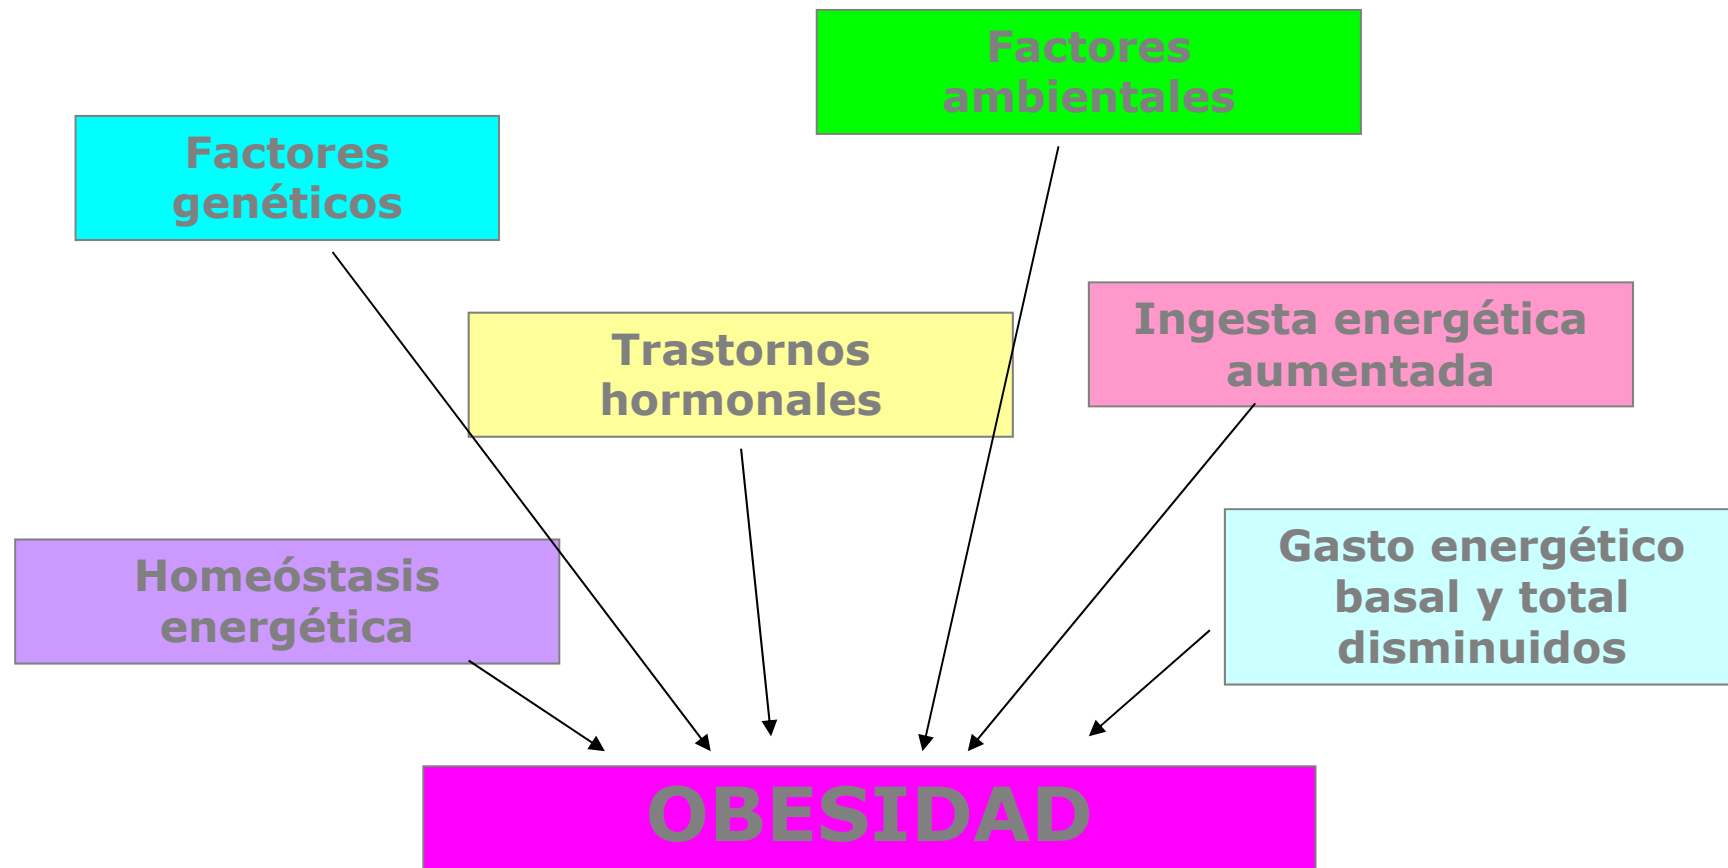 Factores
ambientales
Factores
genéticos
Ingesta energética
aumentada
Trastornos
hormonales
Gasto energético
basal y total
disminuidos
Homeóstasis
energética
OBESIDAD